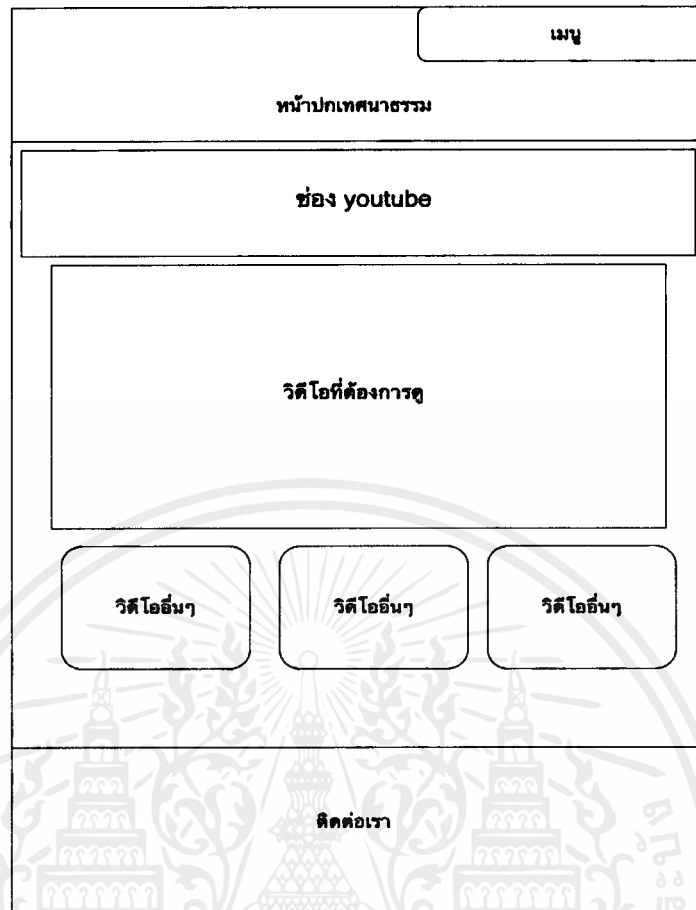 เมนู
หน้าปกเทศนาธรรม
ช่อง youtube
วิดีโอที่ต้องการดู
วิดีโออื่นๆ วิดีโออื่นๆ วิดีโออื่นๆ
ติดต่อเรา